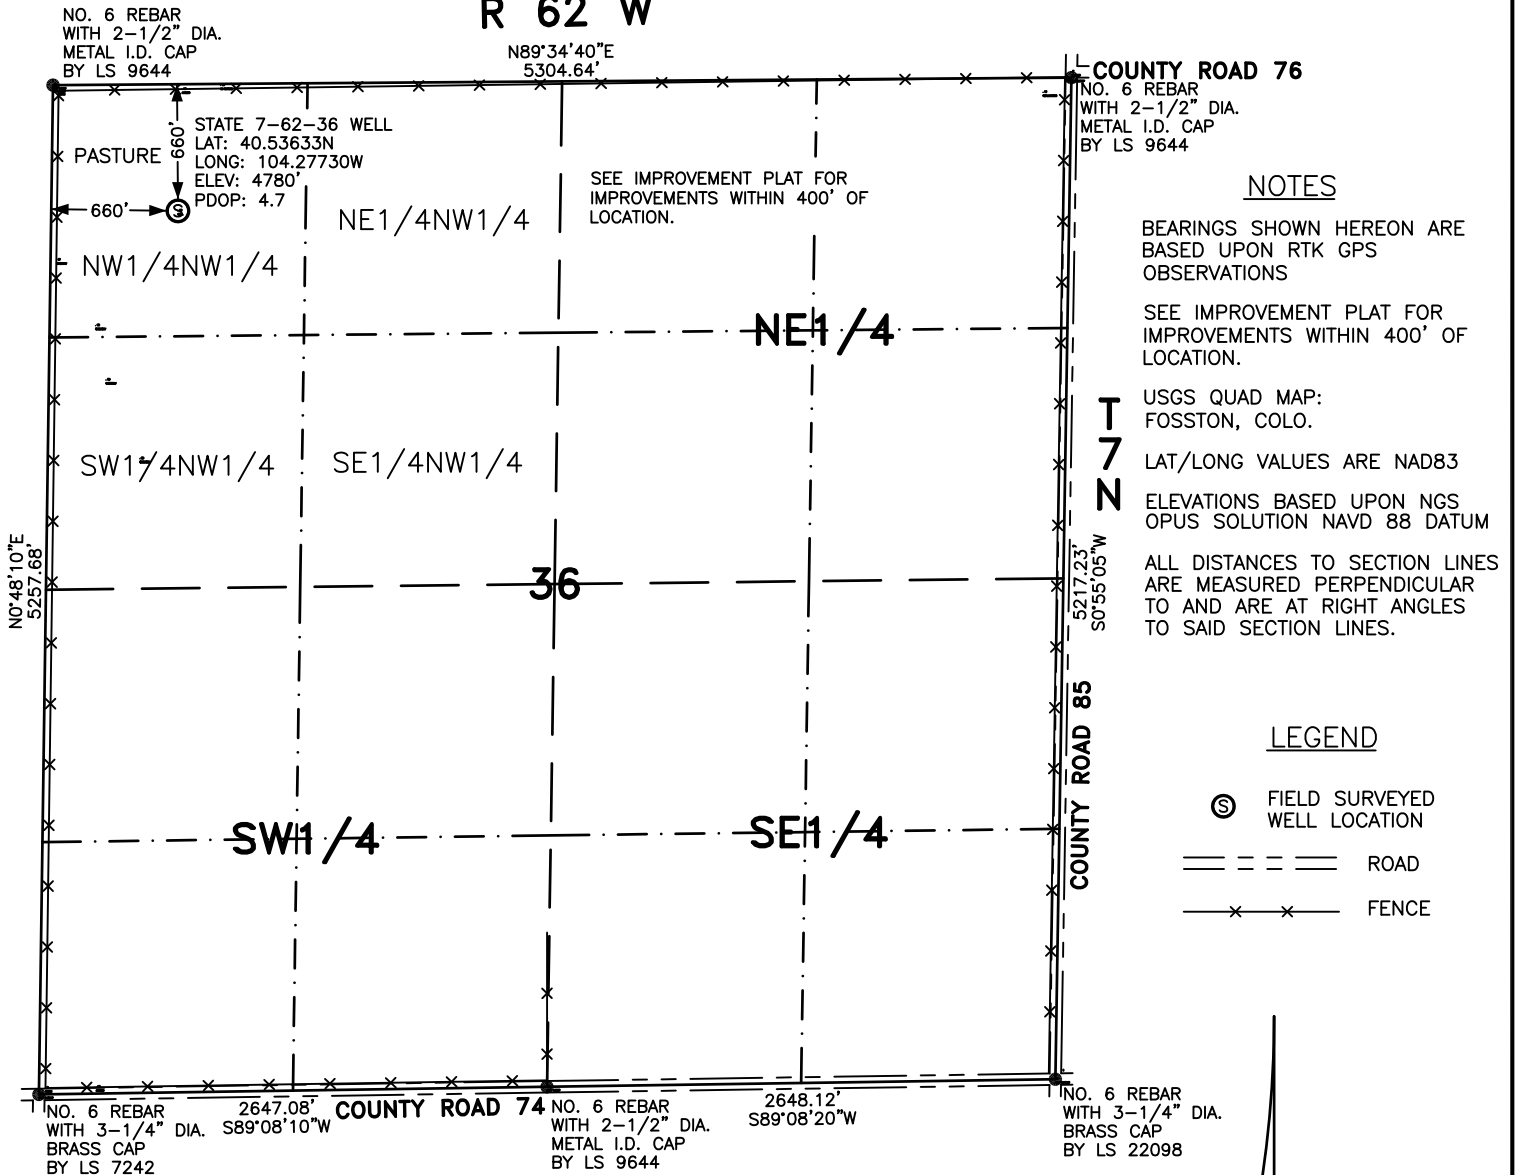 R 62 W
NO. 6 REBAR
WITH 2-1/2" DIA.
METAL I.D. CAP
BY LS 9644
N89°34'40"E
5304.64'
COUNTY ROAD 76
NO. 6 REBAR
WITH 2-1/2" DIA.
METAL I.D. CAP
BY LS 9644
PASTURE
660'
STATE 7-62-36 WELL
LAT: 40.53633N
LONG: 104.27730W
ELEV: 4780'
PDOP: 4.7
660'
S
SEE IMPROVEMENT PLAT FOR
IMPROVEMENTS WITHIN 400' OF
LOCATION.
NE1/4NW1/4
NW1/4NW1/4
NE1/4
SW1/4NW1/4
SE1/4NW1/4
N0°48'10"E
5257.68'
36
T
7
N
5217.23'
S0°55'05"W
COUNTY ROAD 85
SW1/4
SE1/4
NO. 6 REBAR
WITH 3-1/4" DIA.
BRASS CAP
BY LS 7242
2647.08'
S89°08'10"W
COUNTY ROAD 74
NO. 6 REBAR
WITH 2-1/2" DIA.
METAL I.D. CAP
BY LS 9644
2648.12'
S89°08'20"W
NO. 6 REBAR
WITH 3-1/4" DIA.
BRASS CAP
BY LS 22098
NOTES
BEARINGS SHOWN HEREON ARE
BASED UPON RTK GPS
OBSERVATIONS
SEE IMPROVEMENT PLAT FOR
IMPROVEMENTS WITHIN 400' OF
LOCATION.
USGS QUAD MAP:
FOSSTON, COLO.
LAT/LONG VALUES ARE NAD83
ELEVATIONS BASED UPON NGS
OPUS SOLUTION NAVD 88 DATUM
ALL DISTANCES TO SECTION LINES
ARE MEASURED PERPENDICULAR
TO AND ARE AT RIGHT ANGLES
TO SAID SECTION LINES.
LEGEND
S FIELD SURVEYED
WELL LOCATION
ROAD
FENCE